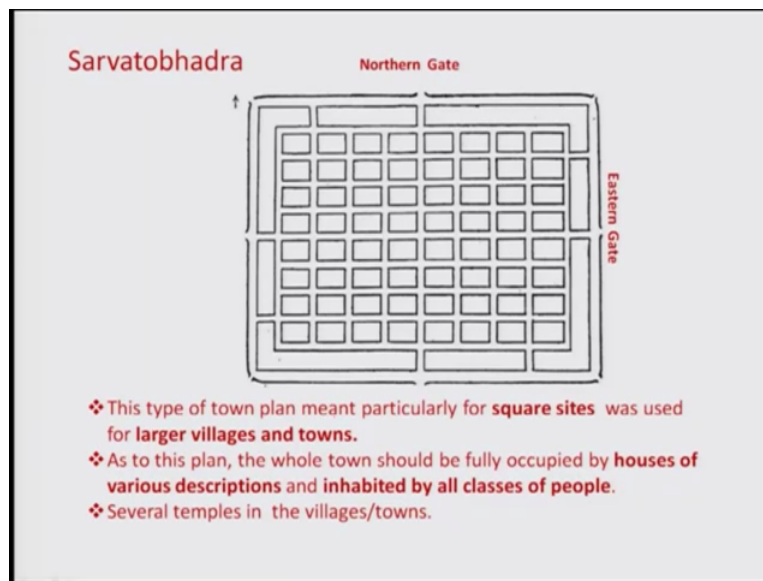 Sarvatobhadra
Northern Gate
Eastern Gate
❖This type of town plan meant particularly for square sites was used
for larger villages and towns.
❖As to this plan, the whole town should be fully occupied by houses of
various descriptions and inhabited by all classes of people.
❖Several temples in the villages/towns.